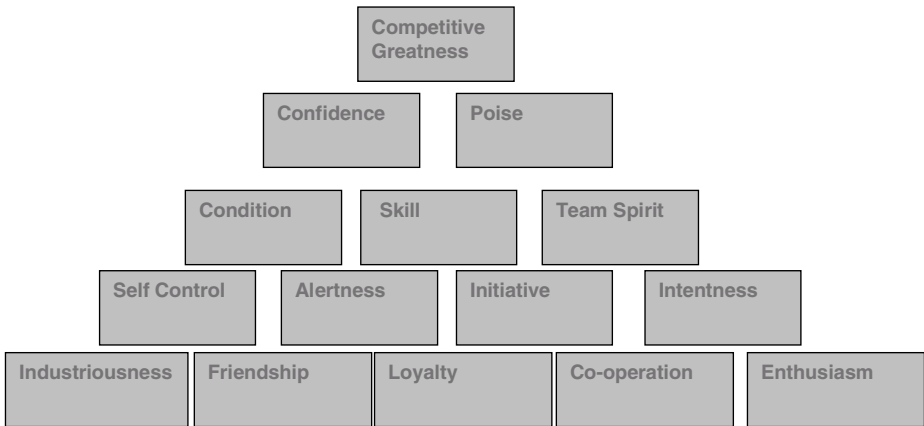 Competitive
Greatness
Confidence Poise
Condition Skill Team Spirit
Self Control Alertness Initiative Intentness
Industriousness Friendship Loyalty Co-operation Enthusiasm